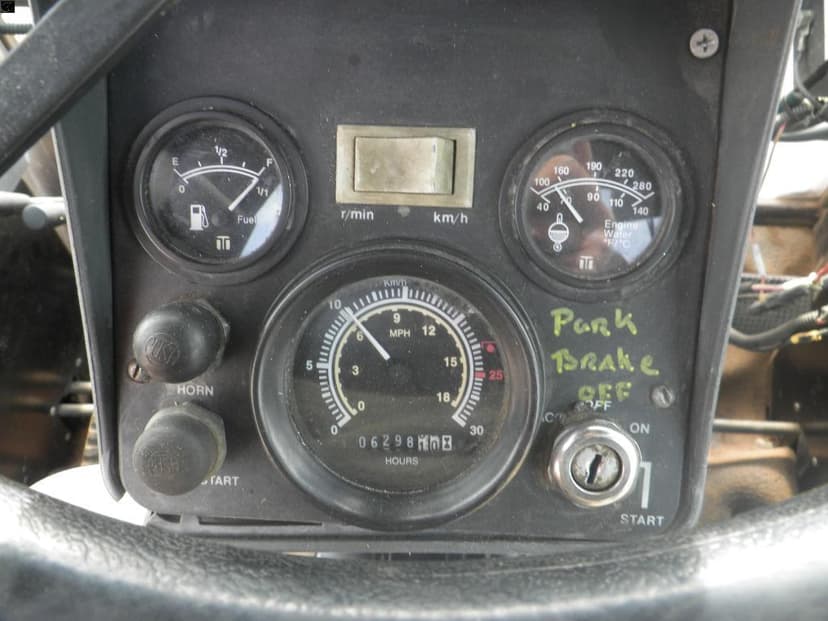 E 1/2 F
0 1/1
Fuel
r/min km/h
100 160 190 220 280
40 70 90 110 140
Engine
Water
°F/°C
Km/h
0 5 10 25 30
MPH
0 3 6 9 12 15 18
06298
HOURS
HORN
START
Park
Brake
OFF
OFF
ON
START